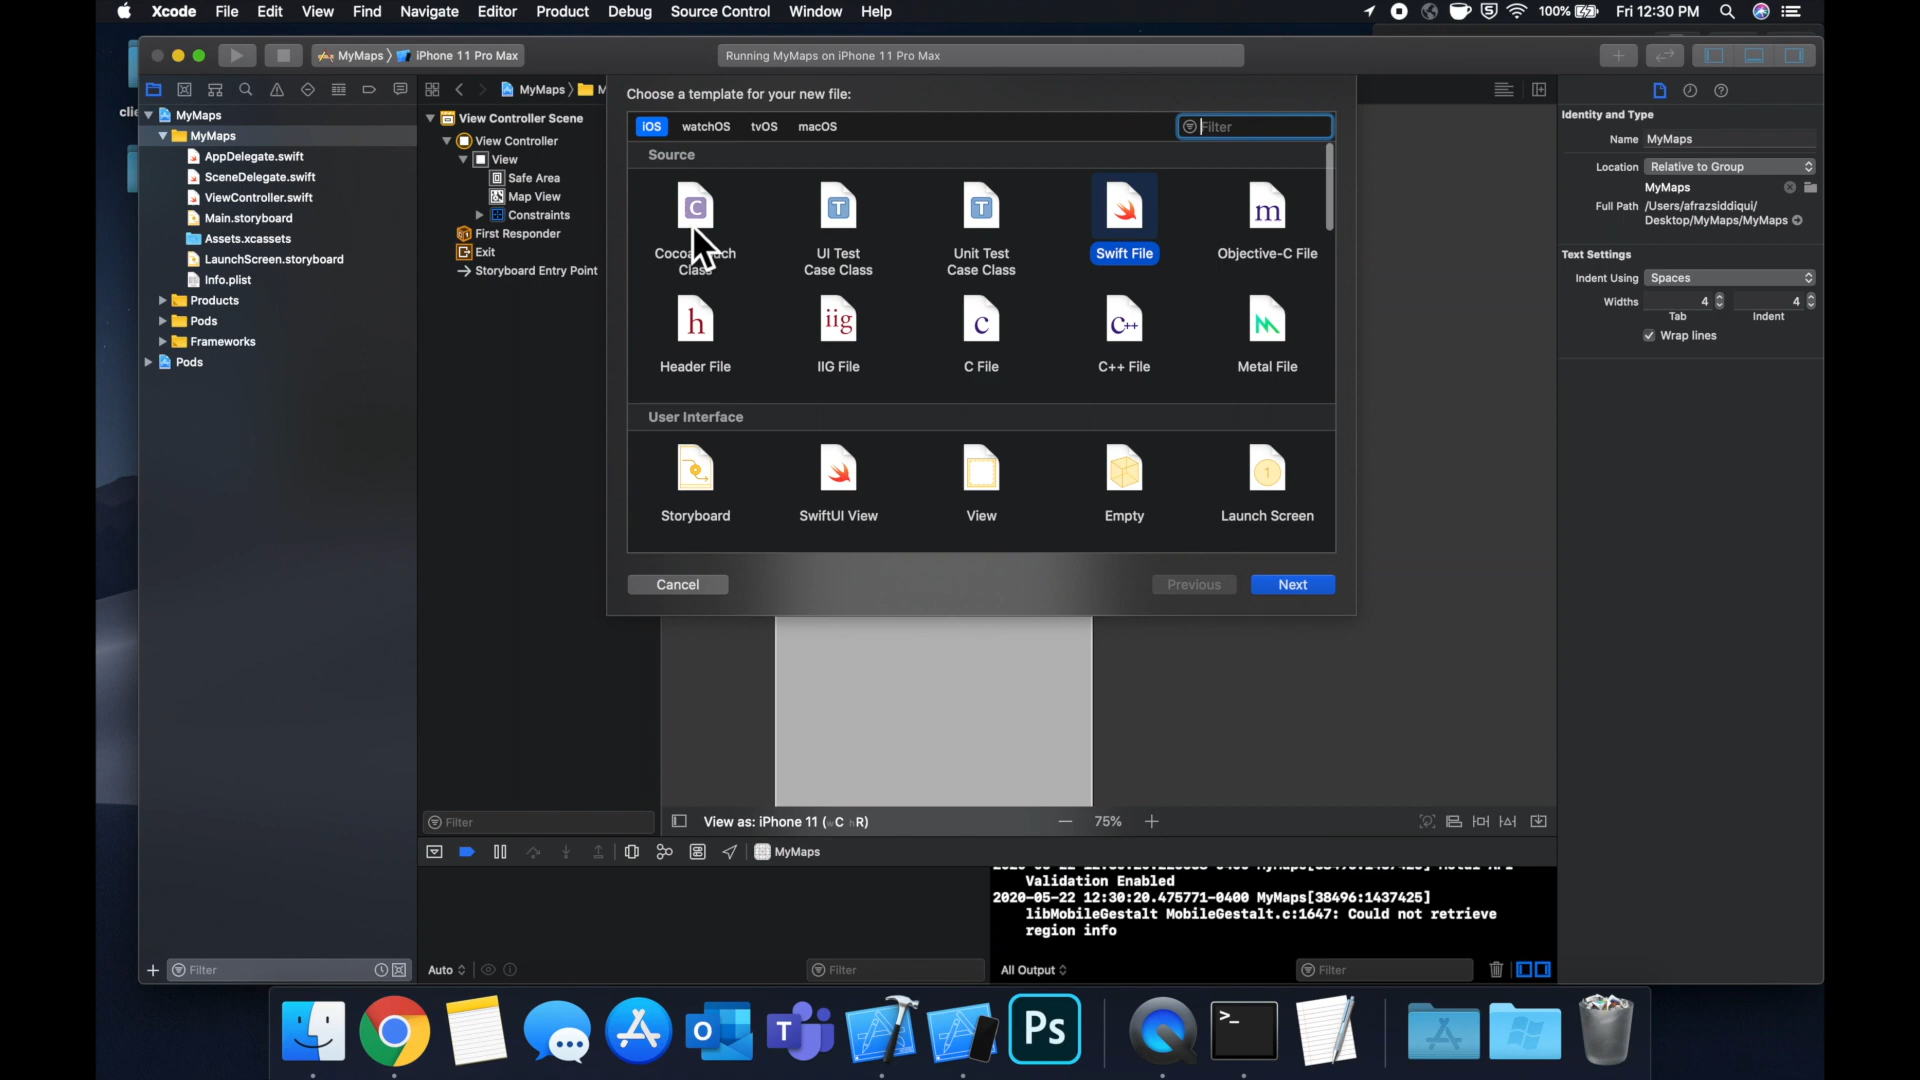 Xcode File Edit View Find Navigate Editor Product Debug Source Control Window Help
100% Fri 12:30 PM
MyMaps iPhone 11 Pro Max
Running MyMaps on iPhone 11 Pro Max
MyMaps
MyMaps
AppDelegate.swift
SceneDelegate.swift
ViewController.swift
Main.storyboard
Assets.xcassets
LaunchScreen.storyboard
Info.plist
Products
Pods
Frameworks
Pods
Filter
MyMaps
View Controller Scene
View Controller
View
Safe Area
Map View
Constraints
First Responder
Exit
Storyboard Entry Point
Filter
Choose a template for your new file:
iOS watchOS tvOS macOS
Filter
Source
Class
UI Test
Case Class
Unit Test
Case Class
Swift File
Objective-C File
Header File
IIG File
C File
C++ File
Metal File
User Interface
Storyboard
SwiftUI View
View
Empty
Launch Screen
Cancel
Previous
Next
View as: iPhone 11 (wC hR)
75%
MyMaps
Validation Enabled
2020-05-22 12:30:20.475771-0400 MyMaps[38496:1437425]
libMobileGestalt MobileGestalt.c:1647: Could not retrieve
region info
Auto
Filter
All Output
Filter
Identity and Type
Name MyMaps
Location Relative to Group
MyMaps
Full Path /Users/afrazsiddiqui/
Desktop/MyMaps/MyMaps
Text Settings
Indent Using Spaces
Widths 4 4
Tab Indent
Wrap lines